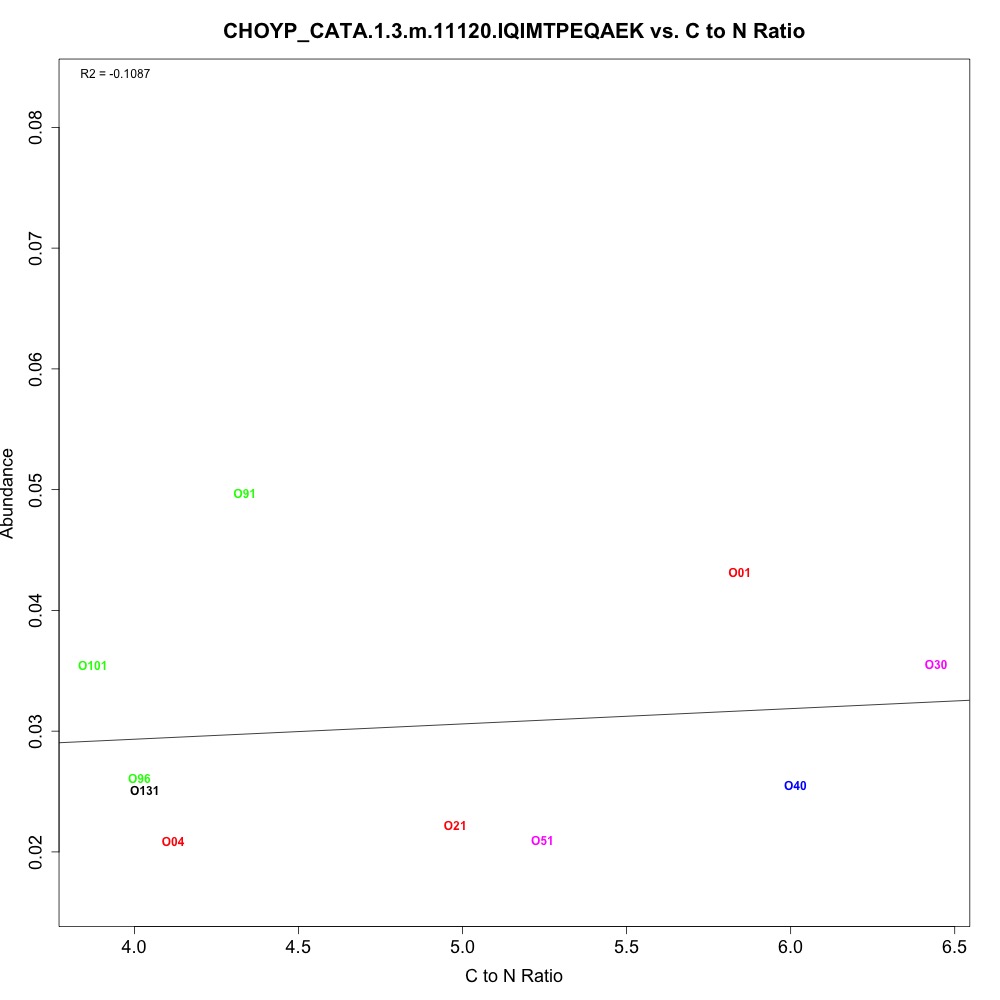 CHOYP_CATA.1.3.m.11120.IQIMTPEQAEK vs. C to N Ratio
R2 = -0.1087
0.08
0.07
0.06
0.05
0.04
0.03
0.02
Abundance
O91
O01
O101
O30
O96
O131
O40
O21
O04
O51
4.0 4.5 5.0 5.5 6.0 6.5
C to N Ratio